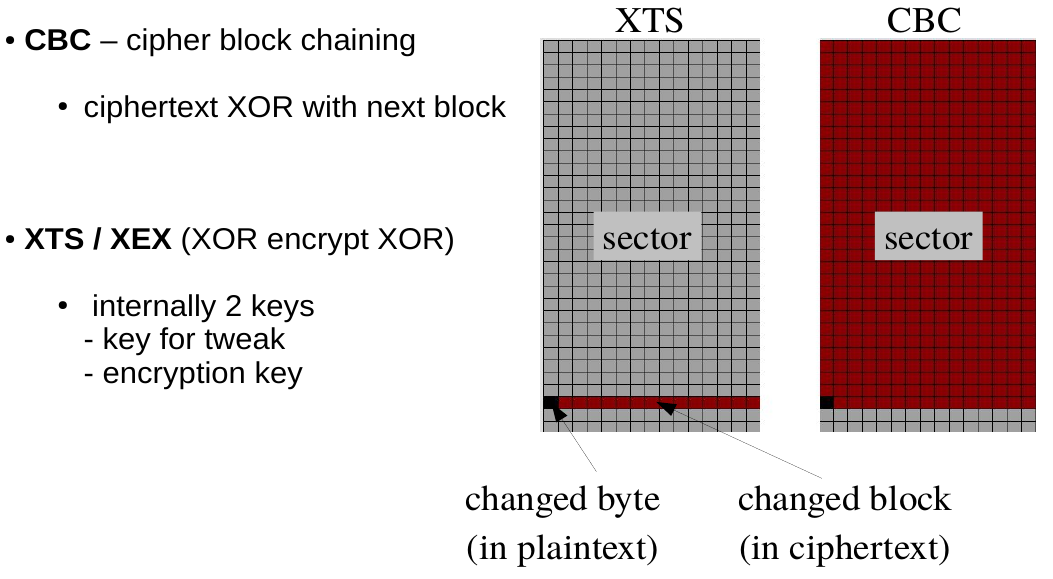 • CBC – cipher block chaining
• ciphertext XOR with next block
• XTS / XEX (XOR encrypt XOR)
• internally 2 keys
- key for tweak
- encryption key
XTS
CBC
sector
sector
changed byte
(in plaintext)
changed block
(in ciphertext)